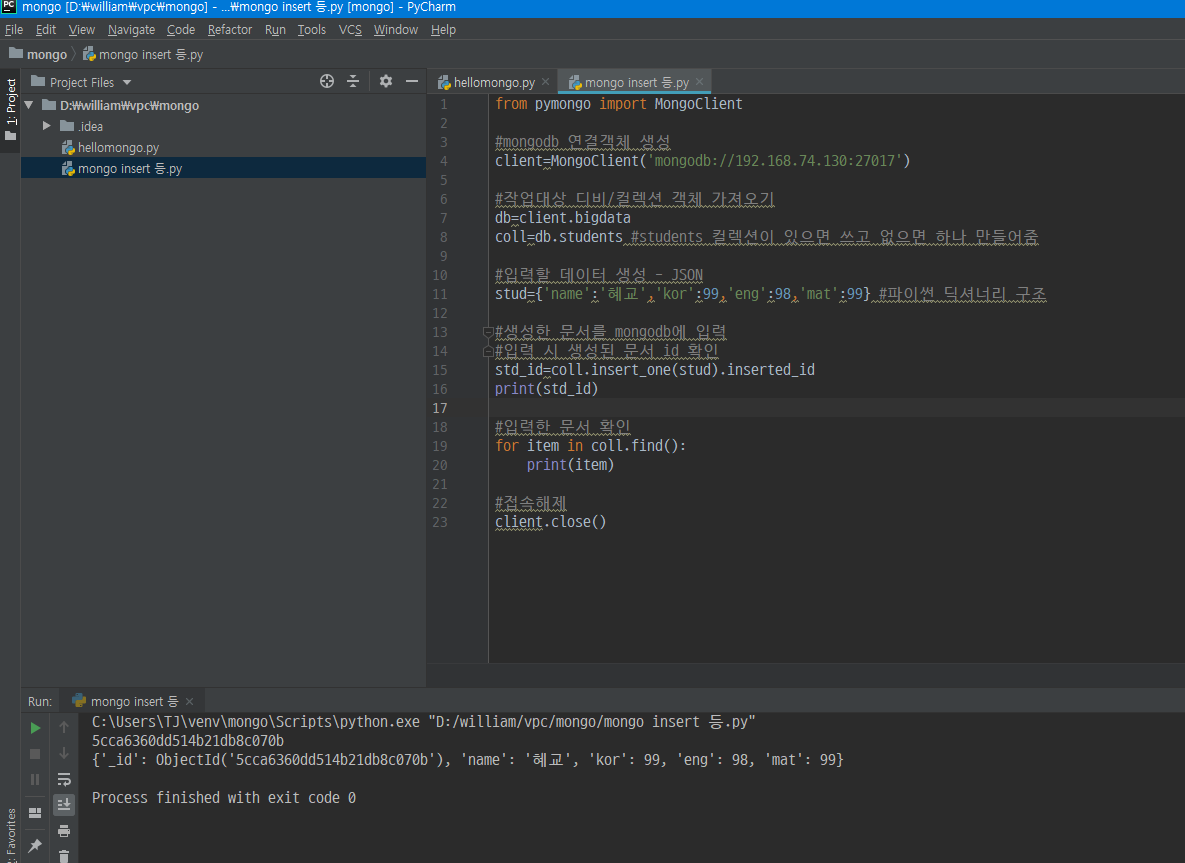 mongo [D:₩william₩vpc₩mongo] - ...₩mongo insert 등.py [mongo] - PyCharm
File Edit View Navigate Code Refactor Run Tools VCS Window Help
mongo mongo insert 등.py
1: Project
Project Files
hellomongo.py mongo insert 등.py
D:₩william₩vpc₩mongo
.idea
hellomongo.py
mongo insert 등.py
1 from pymongo import MongoClient
2
3 #mongodb 연결객체 생성
4 client=MongoClient('mongodb://192.168.74.130:27017')
5
6 #작업대상 디비/컬렉션 객체 가져오기
7 db=client.bigdata
8 coll=db.students #students 컬렉션이 있으면 쓰고 없으면 하나 만들어줌
9
10 #입력할 데이터 생성 - JSON
11 stud={'name':'혜교','kor':99,'eng':98,'mat':99} #파이썬 딕셔너리 구조
12
13 #생성한 문서를 mongodb에 입력
14 #입력 시 생성된 문서 id 확인
15 std_id=coll.insert_one(stud).inserted_id
16 print(std_id)
17
18 #입력한 문서 확인
19 for item in coll.find():
20     print(item)
21
22 #접속해제
23 client.close()
Run: mongo insert 등
C:\Users\TJ\venv\mongo\Scripts\python.exe "D:/william/vpc/mongo/mongo insert 등.py"
5cca6360dd514b21db8c070b
{'_id': ObjectId('5cca6360dd514b21db8c070b'), 'name': '혜교', 'kor': 99, 'eng': 98, 'mat': 99}
Process finished with exit code 0
2: Favorites